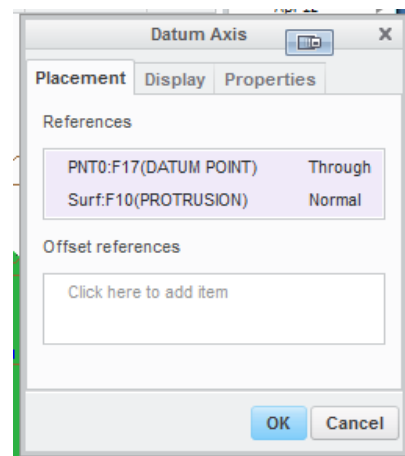 Datum Axis X
Placement Display Properties
References
PNT0:F17(DATUM POINT) Through
Surf:F10(PROTRUSION) Normal
Offset references
Click here to add item
OK Cancel